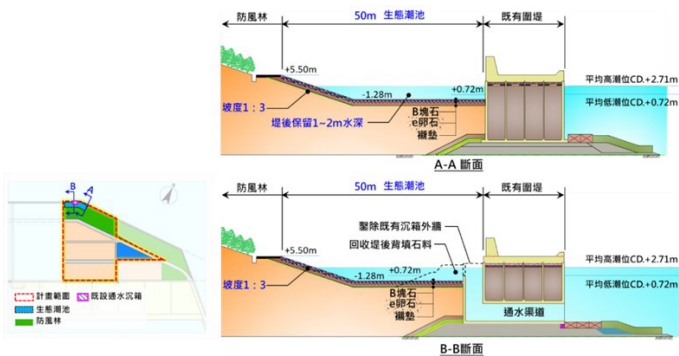 防風林
50m 生態潮池
既有圍堤
+5.50m
平均高潮位CD.+2.71m
-1.28m
+0.72m
平均低潮位CD.+0.72m
坡度1：3
B塊石
堤後保留1~2m水深
e卵石
襯墊
A-A 斷面
防風林
50m 生態潮池
既有圍堤
鑿除既有沉箱外牆
+5.50m
回收堤後背填石料
平均高潮位CD.+2.71m
-1.28m
+0.72m
平均低潮位CD.+0.72m
坡度1：3
B塊石
e卵石
襯墊
通水渠道
B-B斷面
B
A
計畫範圍
既設通水沉箱
生態潮池
防風林